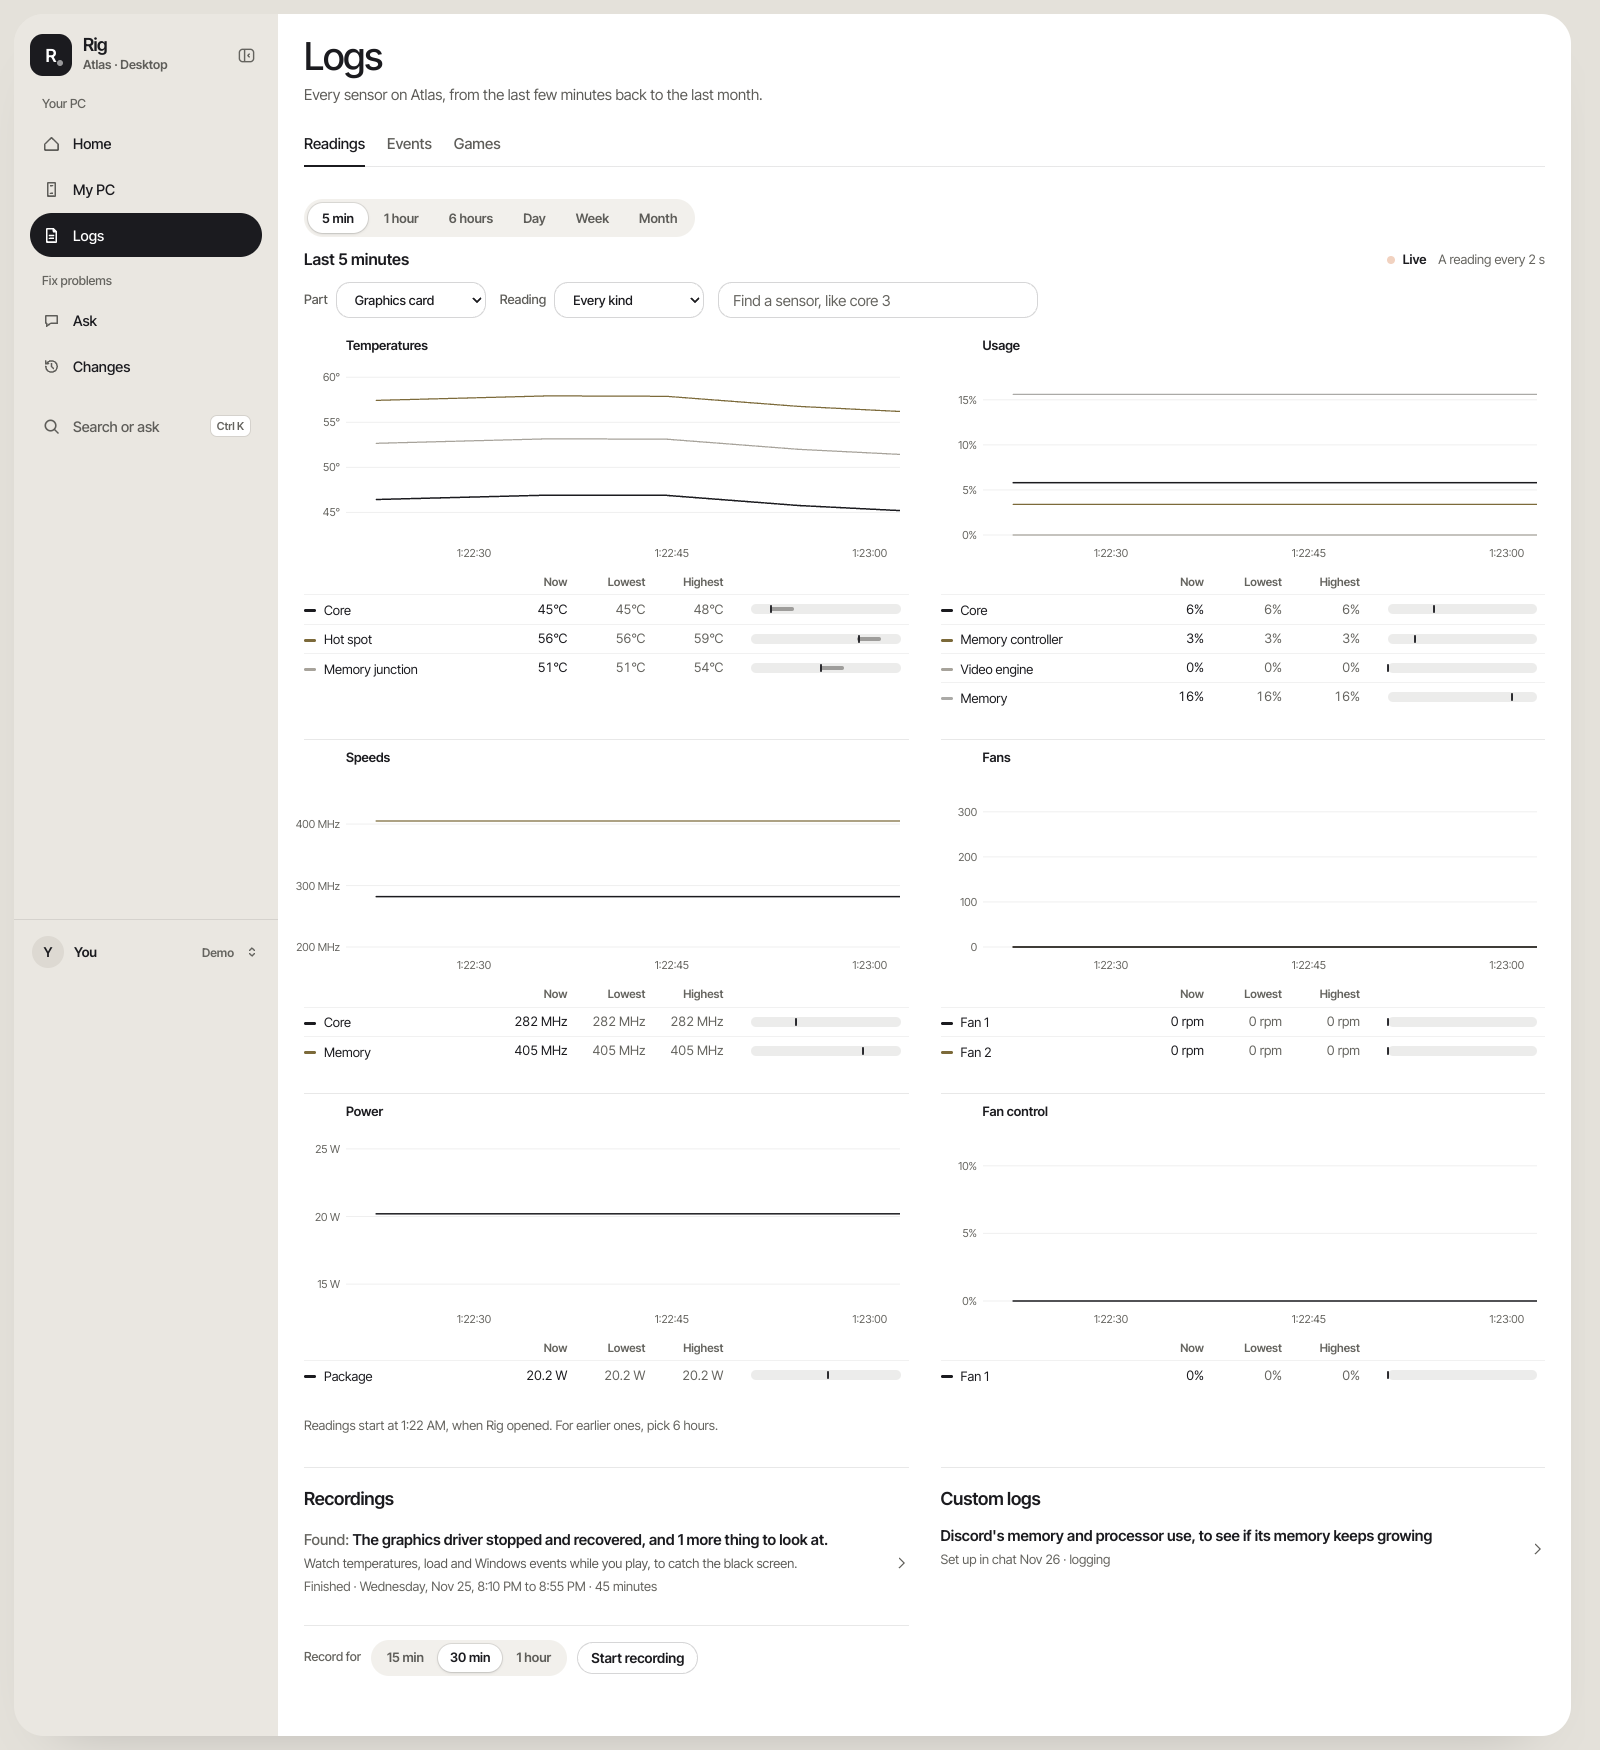 R.
Rig
Atlas · Desktop
Your PC
Home
My PC
Logs
Fix problems
Ask
Changes
Search or ask
Ctrl K
Y
You
Demo
Logs
Every sensor on Atlas, from the last few minutes back to the last month.
Readings Events Games
5 min 1 hour 6 hours Day Week Month
Last 5 minutes
Live A reading every 2 s
Part Graphics card Reading Every kind Find a sensor, like core 3
Temperatures
60°
55°
50°
45°
1:22:30 1:22:45 1:23:00
Now Lowest Highest
Core 45°C 45°C 48°C
Hot spot 56°C 56°C 59°C
Memory junction 51°C 51°C 54°C
Usage
15%
10%
5%
0%
1:22:30 1:22:45 1:23:00
Now Lowest Highest
Core 6% 6% 6%
Memory controller 3% 3% 3%
Video engine 0% 0% 0%
Memory 16% 16% 16%
Speeds
400 MHz
300 MHz
200 MHz
1:22:30 1:22:45 1:23:00
Now Lowest Highest
Core 282 MHz 282 MHz 282 MHz
Memory 405 MHz 405 MHz 405 MHz
Fans
300
200
100
0
1:22:30 1:22:45 1:23:00
Now Lowest Highest
Fan 1 0 rpm 0 rpm 0 rpm
Fan 2 0 rpm 0 rpm 0 rpm
Power
25 W
20 W
15 W
1:22:30 1:22:45 1:23:00
Now Lowest Highest
Package 20.2 W 20.2 W 20.2 W
Fan control
10%
5%
0%
1:22:30 1:22:45 1:23:00
Now Lowest Highest
Fan 1 0% 0% 0%
Readings start at 1:22 AM, when Rig opened. For earlier ones, pick 6 hours.
Recordings
Found: The graphics driver stopped and recovered, and 1 more thing to look at.
Watch temperatures, load and Windows events while you play, to catch the black screen.
Finished · Wednesday, Nov 25, 8:10 PM to 8:55 PM · 45 minutes
Record for 15 min 30 min 1 hour Start recording
Custom logs
Discord's memory and processor use, to see if its memory keeps growing
Set up in chat Nov 26 · logging